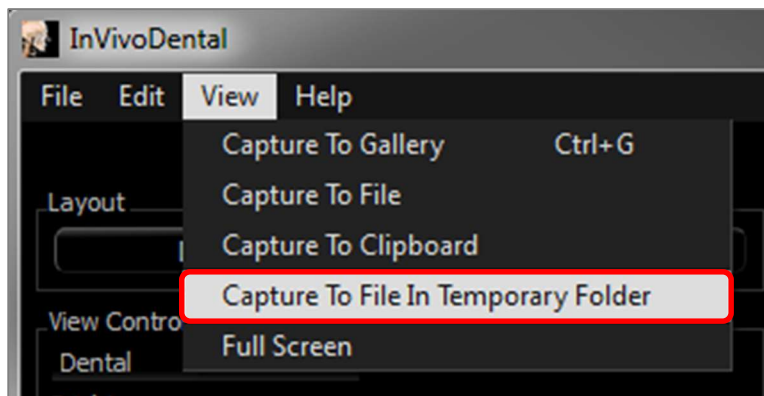 InVivoDental
File Edit View Help
Capture To Gallery Ctrl+G
Layout
Capture To File
Capture To Clipboard
Capture To File In Temporary Folder
View Contro
Full Screen
Dental